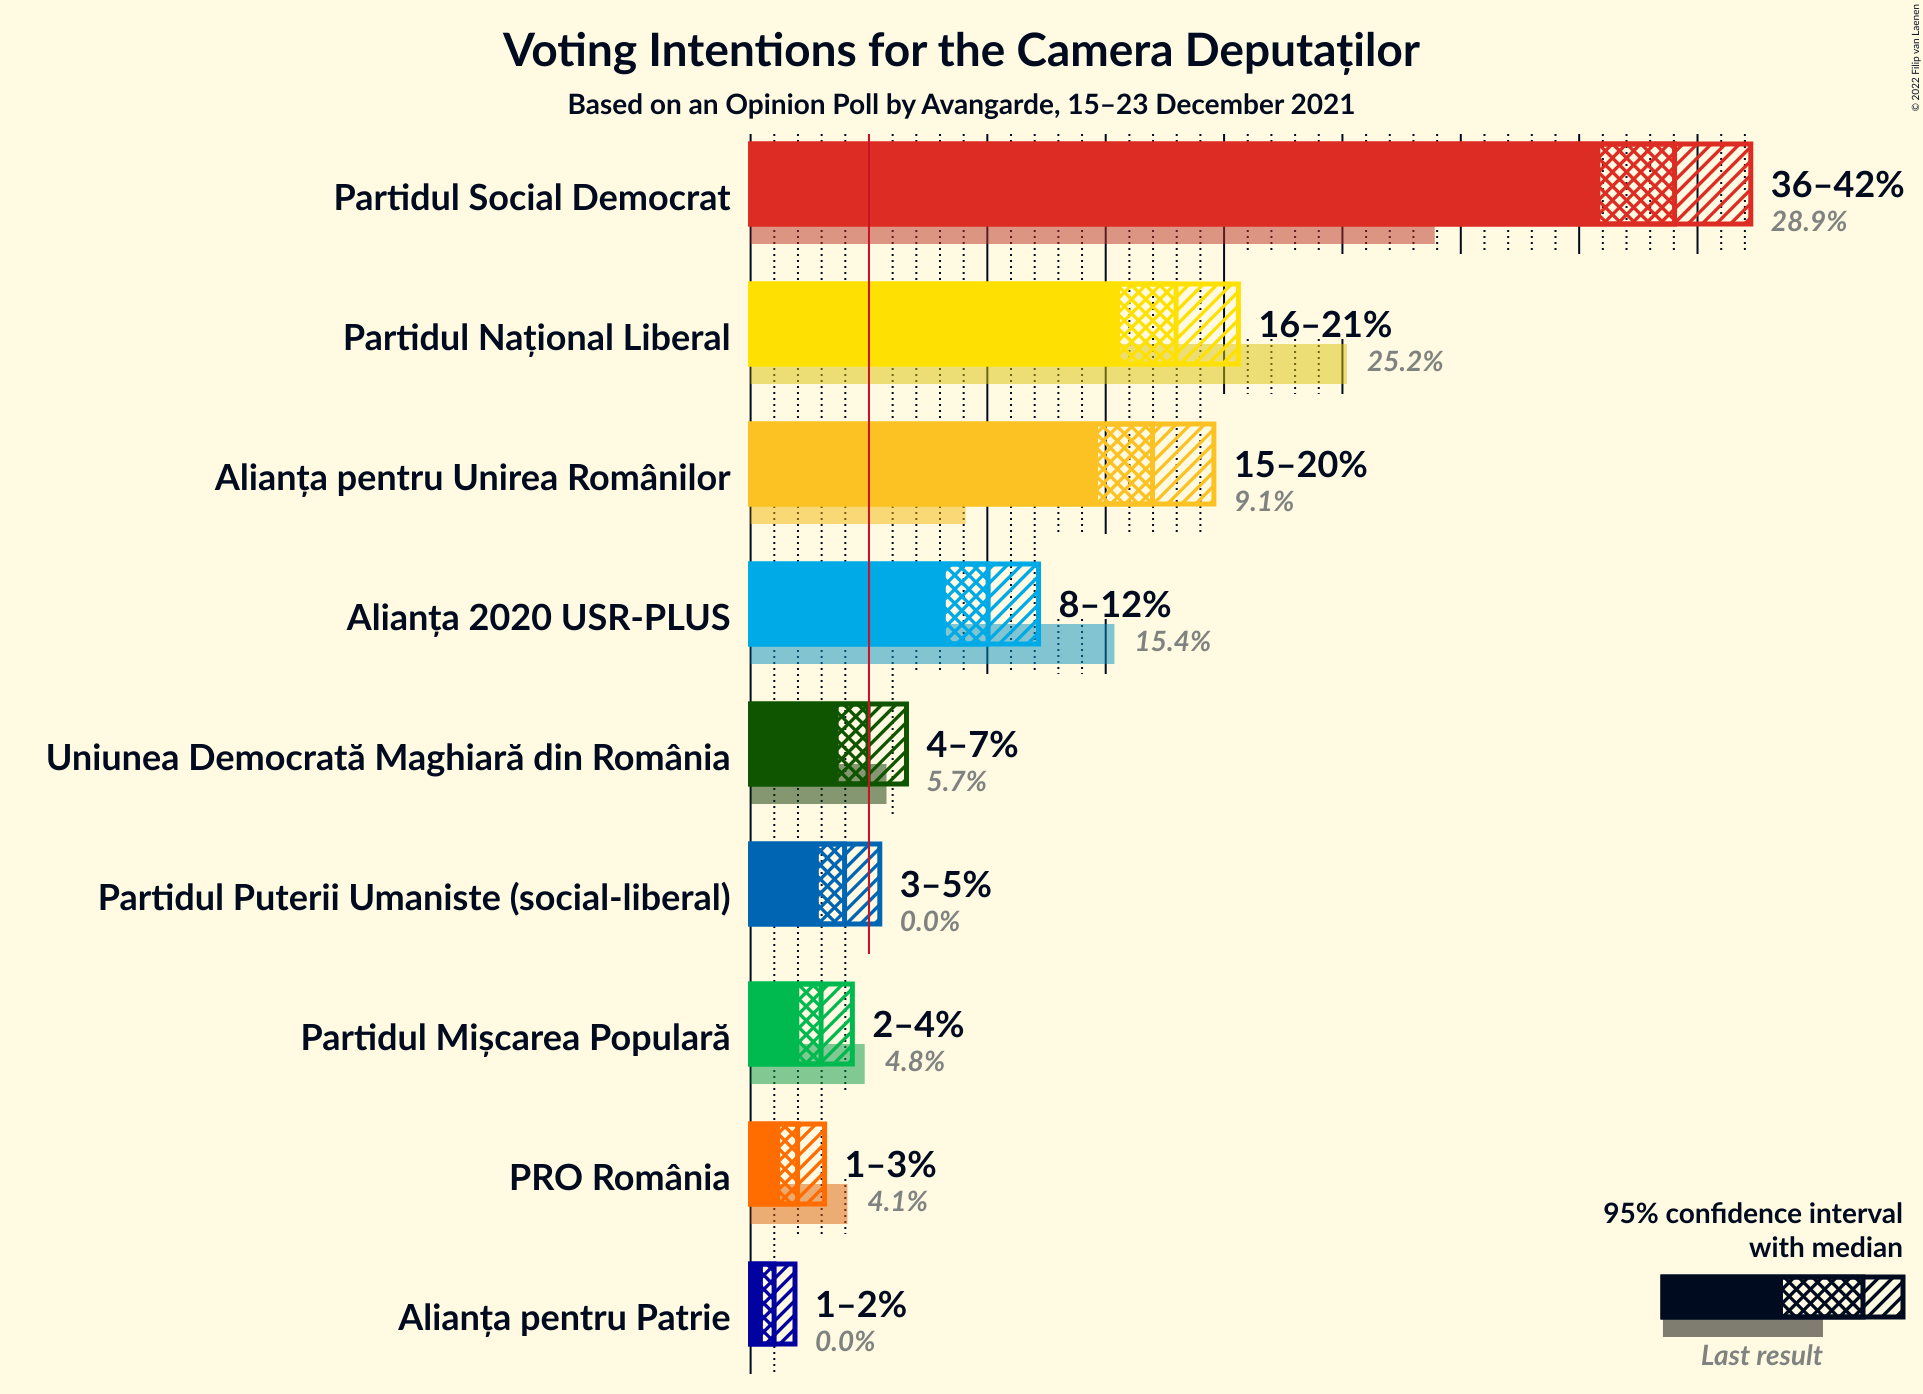 Voting Intentions for the Camera Deputaților
Based on an Opinion Poll by Avangarde, 15–23 December 2021
© 2022 Filip van Laenen
Partidul Social Democrat
36–42%
28.9%
Partidul Național Liberal
16–21%
25.2%
Alianța pentru Unirea Românilor
15–20%
9.1%
Alianța 2020 USR-PLUS
8–12%
15.4%
Uniunea Democrată Maghiară din România
4–7%
5.7%
Partidul Puterii Umaniste (social-liberal)
3–5%
0.0%
Partidul Mișcarea Populară
2–4%
4.8%
PRO România
1–3%
4.1%
Alianța pentru Patrie
1–2%
0.0%
95% confidence interval
with median
Last result